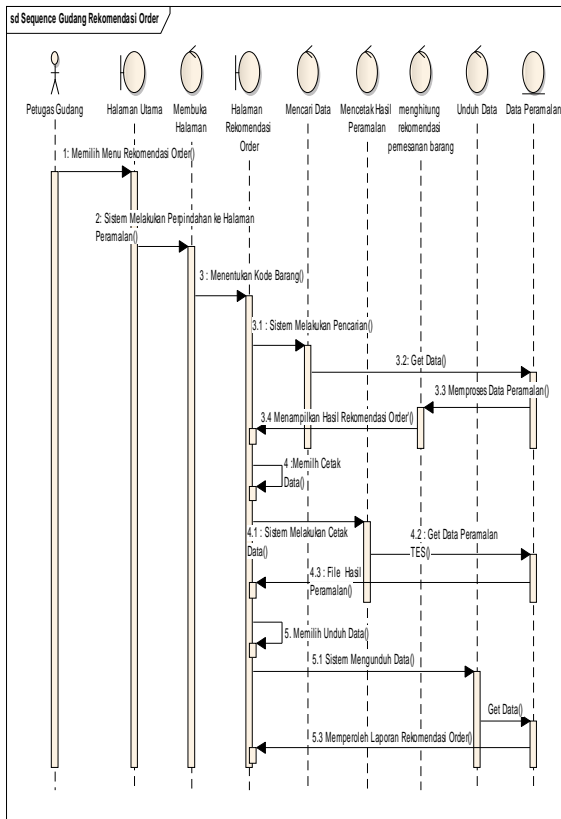 sd Sequence Gudang Rekomendasi Order
Petugas Gudang
Halaman Utama
Membuka
Halaman
Halaman
Rekomendasi
Order
Mencari Data
Mencetak Hasil
Peramalan
menghitung
rekomendasi
pemesanan barang
Unduh Data
Data Peramalan
1: Memilih Menu Rekomendasi Order()
2: Sistem Melakukan Perpindahan ke Halaman
Peramalan()
3 : Menentukan Kode Barang()
3.1 : Sistem Melakukan Pencarian()
3.2: Get Data()
3.3 Memproses Data Peramalan()
3.4 Menampilkan Hasil Rekomendasi Order'()
4 :Memilh Cetak
Data()
4.1 : Sistem Melakukan Cetak
Data()
4.2 : Get Data Peramalan
TES()
4.3 : File Hasil
Peramalan()
5. Memilih Unduh Data()
5.1 Sistem Mengunduh Data()
Get Data()
5.3 Memperoleh Laporan Rekomendasi Order()